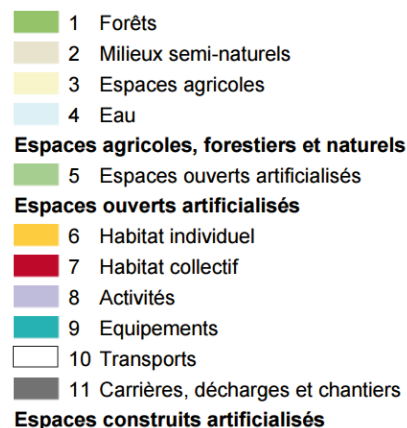 1 Forêts
2 Milieux semi-naturels
3 Espaces agricoles
4 Eau
Espaces agricoles, forestiers et naturels
5 Espaces ouverts artificialisés
Espaces ouverts artificialisés
6 Habitat individuel
7 Habitat collectif
8 Activités
9 Equipements
10 Transports
11 Carrières, décharges et chantiers
Espaces construits artificialisés